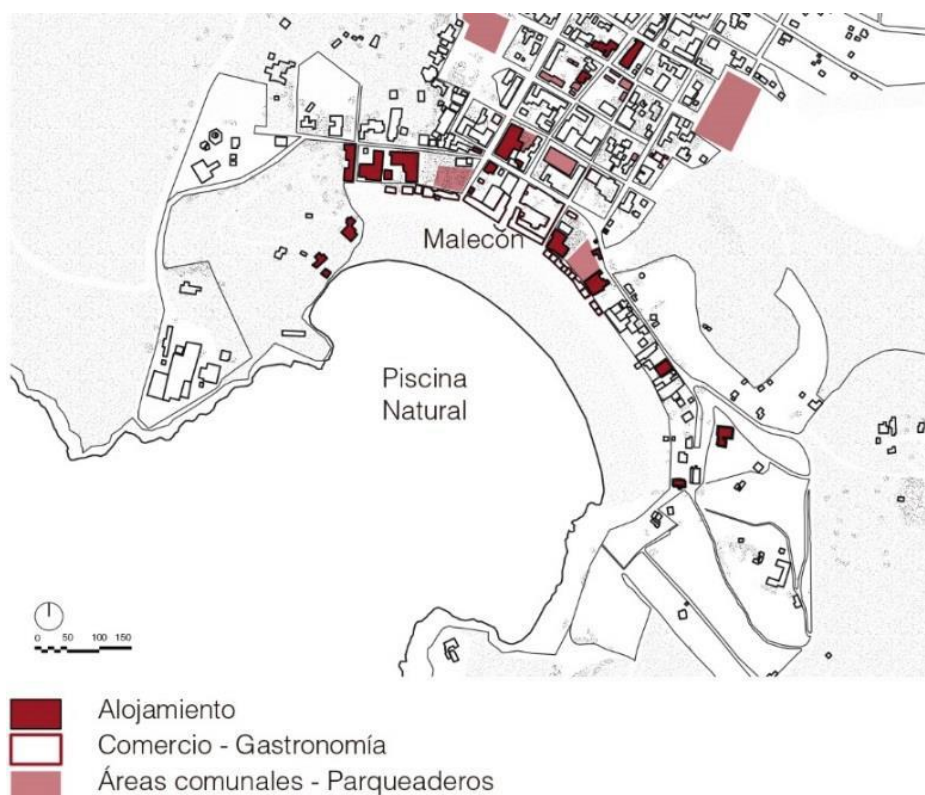 Malecón
Piscina
Natural
0 50 100 150
Alojamiento
Comercio - Gastronomía
Áreas comunales - Parqueaderos